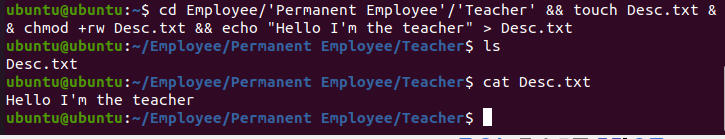 ubuntu@ubuntu:~$ cd Employee/'Permanent Employee'/'Teacher' && touch Desc.txt &
& chmod +rw Desc.txt && echo "Hello I'm the teacher" > Desc.txt
ubuntu@ubuntu:~/Employee/Permanent Employee/Teacher$ ls
Desc.txt
ubuntu@ubuntu:~/Employee/Permanent Employee/Teacher$ cat Desc.txt
Hello I'm the teacher
ubuntu@ubuntu:~/Employee/Permanent Employee/Teacher$